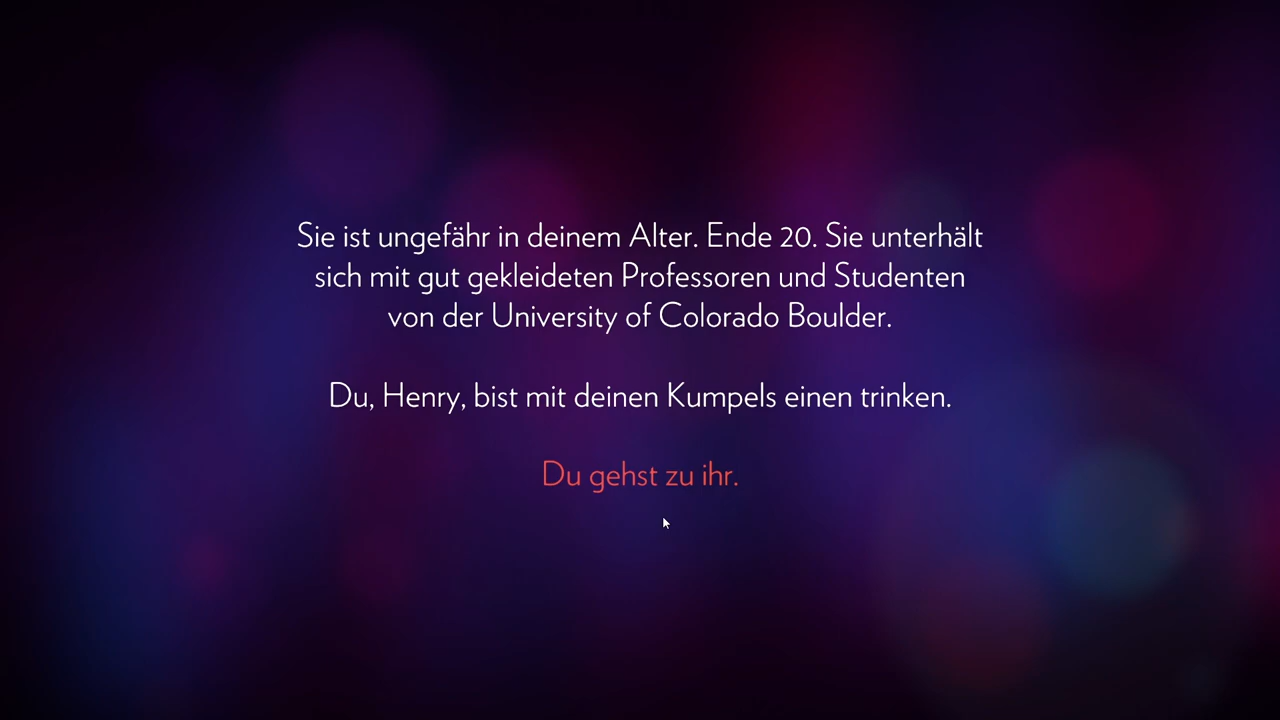 Sie ist ungefähr in deinem Alter. Ende 20. Sie unterhält
sich mit gut gekleideten Professoren und Studenten
von der University of Colorado Boulder.
Du, Henry, bist mit deinen Kumpels einen trinken.
Du gehst zu ihr.